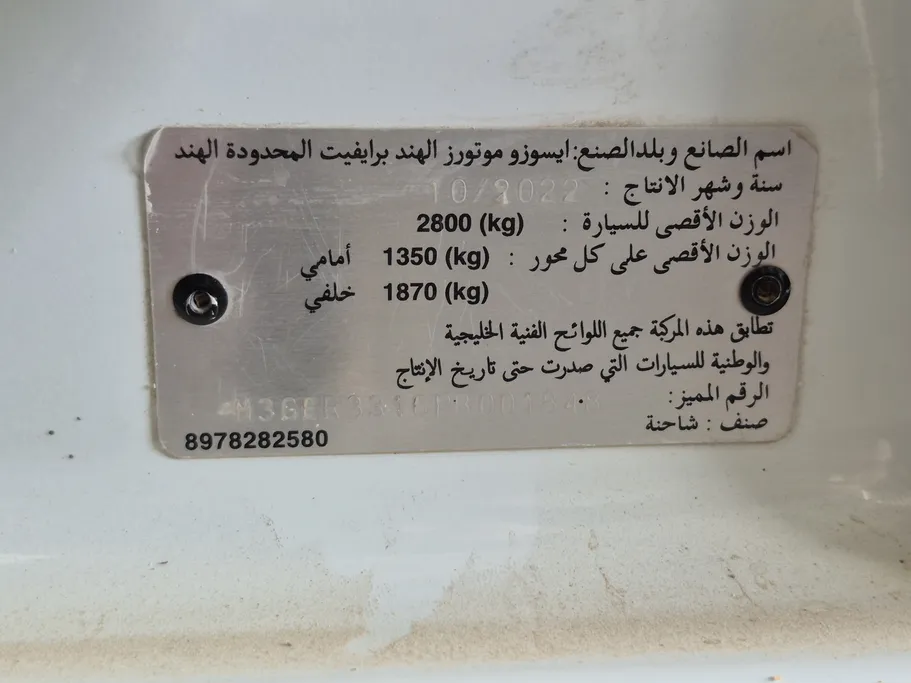 اسم الصانع وبلدالصنع: ايسوزو موتورز الهند برايفيت المحدودة الهند
سنة وشهر الانتاج : 10/2022
الوزن الأقصى للسيارة : 2800 (kg)
الوزن الأقصى على كل محور : 1350 (kg) أمامي
1870 (kg) خلفي
تطابق هذه المركبة جميع اللوائح الفنية الخليجية
والوطنية للسيارات التي صدرت حتى تاريخ الإنتاج
الرقم المميز:
صنف : شاحنة
8978282580